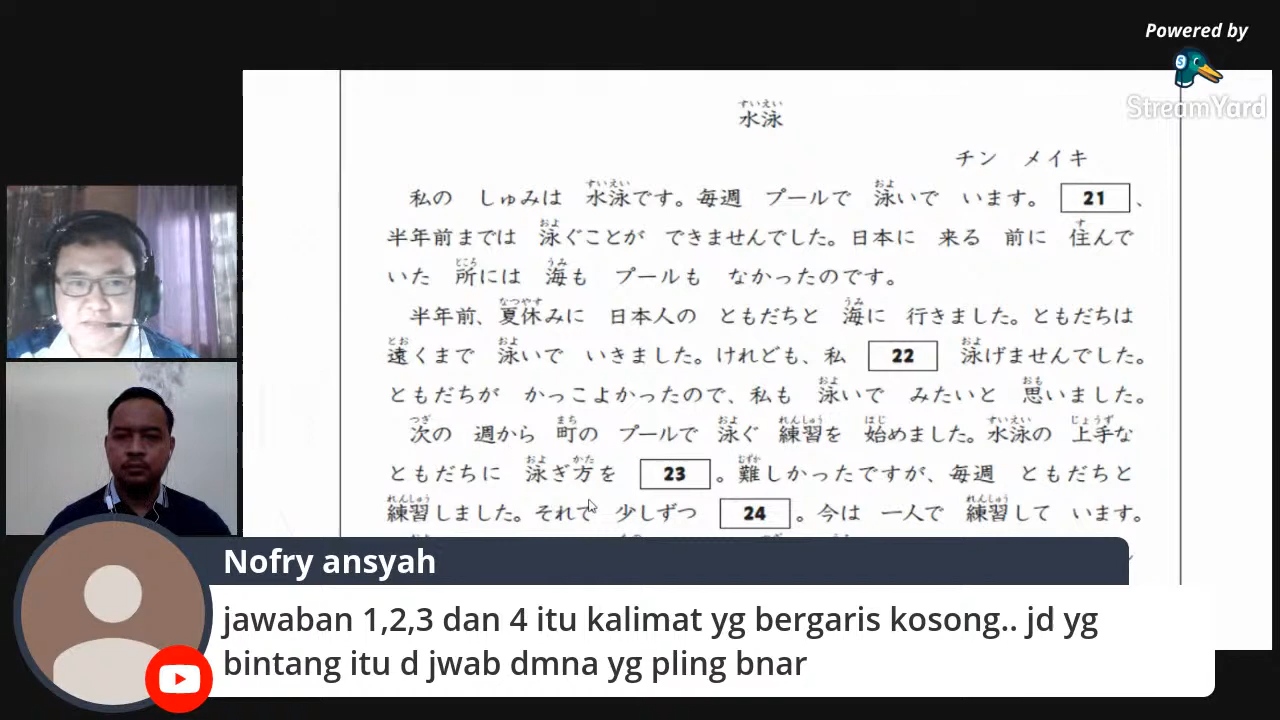 Powered by
StreamYard
すいえい
水泳
チン メイキ
私の しゅみは 水泳です。毎週 プールで 泳いで います。 21 、
半年前までは 泳ぐことが できませんでした。日本に 来る 前に 住んで
いた 所には 海も プールも なかったのです。
半年前、夏休みに 日本人の ともだちと 海に 行きました。ともだちは
遠くまで 泳いで いきました。けれども、私 22 泳げませんでした。
ともだちが かっこよかったので、私も 泳いで みたいと 思いました。
次の 週から 町の プールで 泳ぐ 練習を 始めました。水泳の 上手な
ともだちに 泳ぎ方を 23 。難しかったですが、毎週 ともだちと
練習しました。それで 少しずつ 24 。今は 一人で 練習して います。
Nofry ansyah
jawaban 1,2,3 dan 4 itu kalimat yg bergaris kosong.. jd yg
bintang itu d jwab dmna yg pling bnar